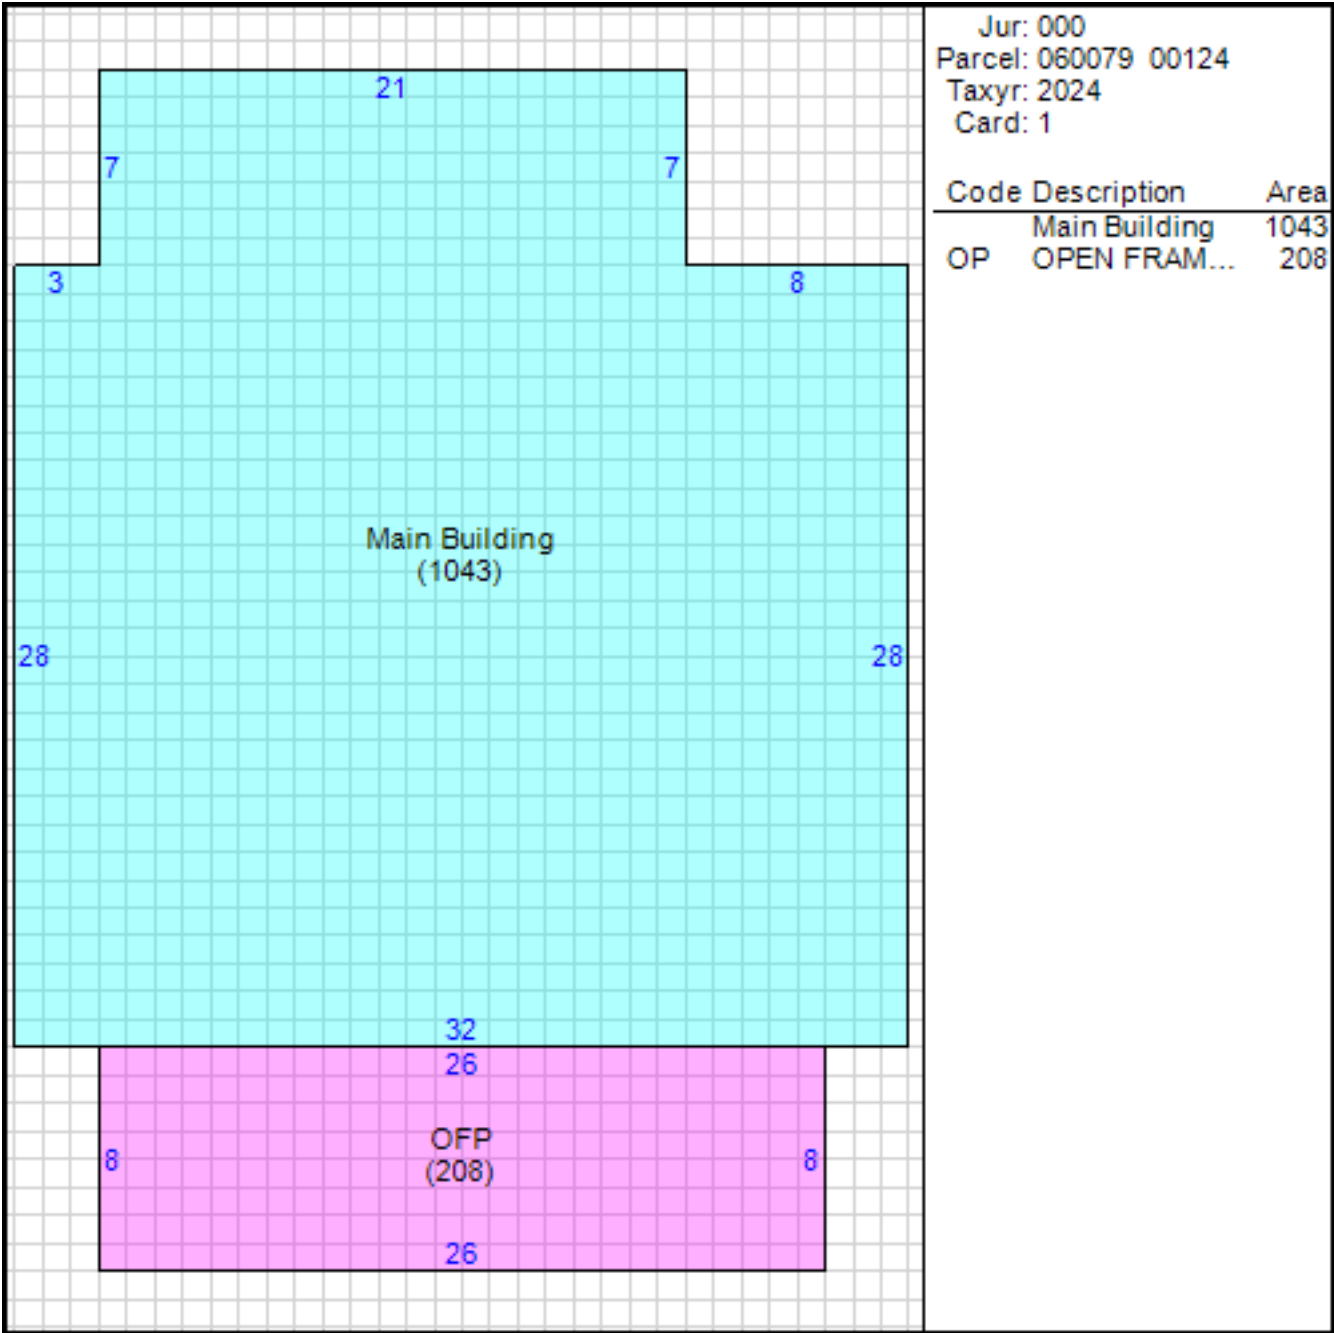 Jur: 000
Parcel: 060079 00124
Taxyr: 2024
Card: 1
Code Description Area
Main Building 1043
OP OPEN FRAM... 208
21
7 7
3 8
Main Building
(1043)
28 28
32
26
OFP
(208)
8 8
26